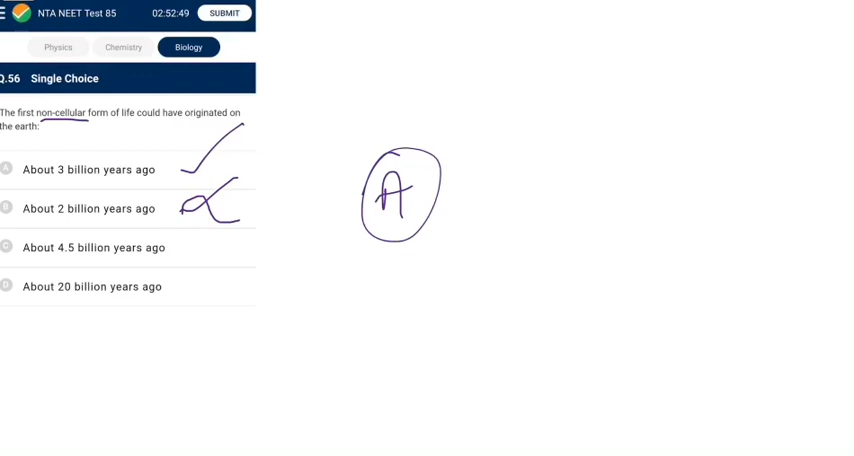 NTA NEET Test 85 02:52:49 SUBMIT
Physics Chemistry Biology
Q.56 Single Choice
The first non-cellular form of life could have originated on
the earth:
A About 3 billion years ago
B About 2 billion years ago
C About 4.5 billion years ago
D About 20 billion years ago
A